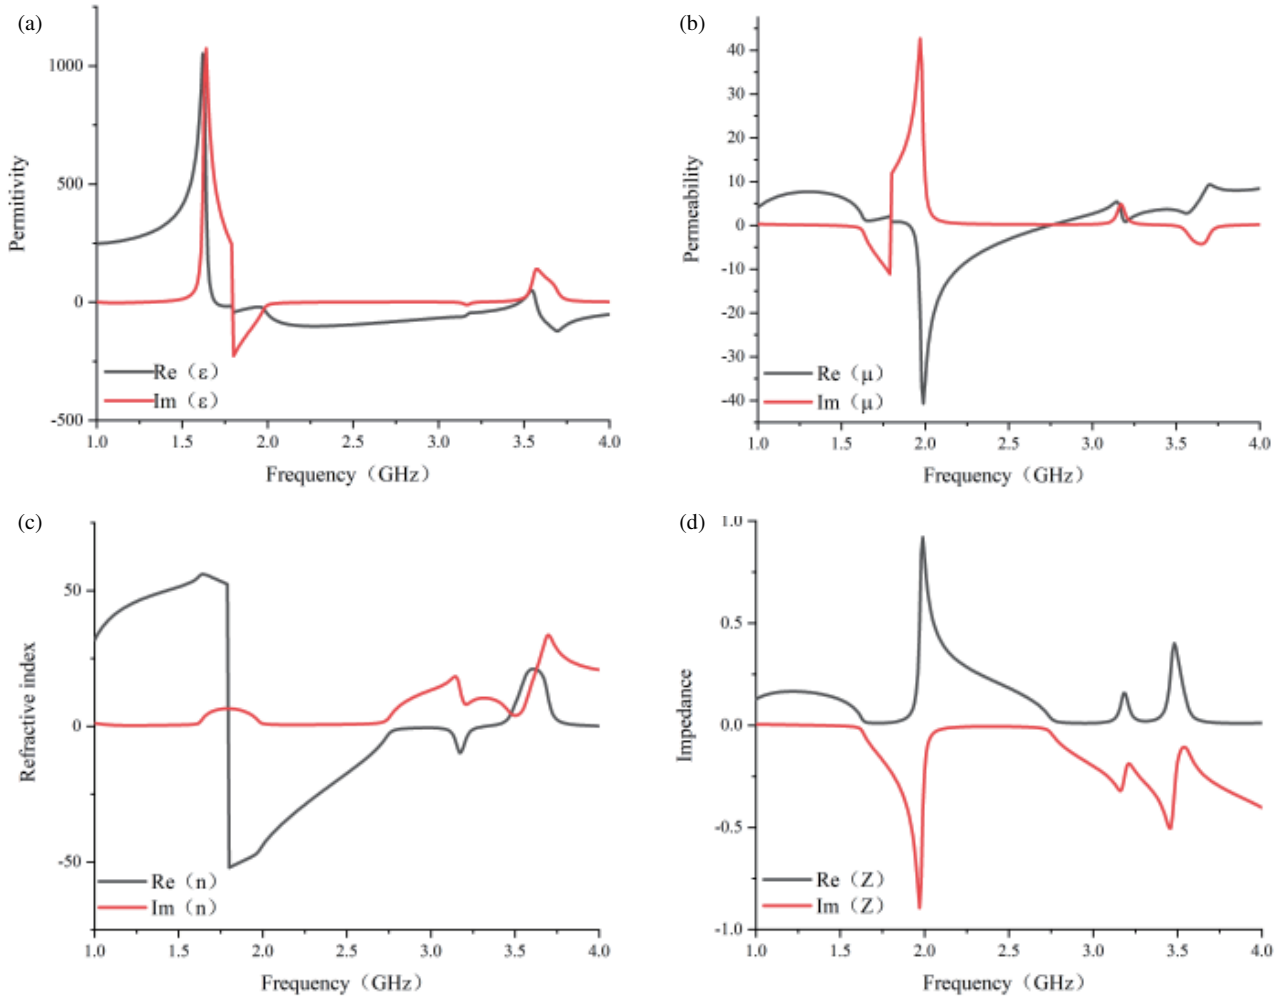 (a)
1000
500
0
-500
Permitivity
Re（ε）
Im（ε）
1.0 1.5 2.0 2.5 3.0 3.5 4.0
Frequency（GHz）
(b)
40
30
20
10
0
-10
-20
-30
-40
Permeability
Re（μ）
Im（μ）
1.0 1.5 2.0 2.5 3.0 3.5 4.0
Frequency（GHz）
(c)
50
0
-50
Refractive index
Re（n）
Im（n）
1.0 1.5 2.0 2.5 3.0 3.5 4.0
Frequency（GHz）
(d)
1.0
0.5
0.0
-0.5
-1.0
Impedance
Re（Z）
Im（Z）
1.0 1.5 2.0 2.5 3.0 3.5 4.0
Frequency（GHz）